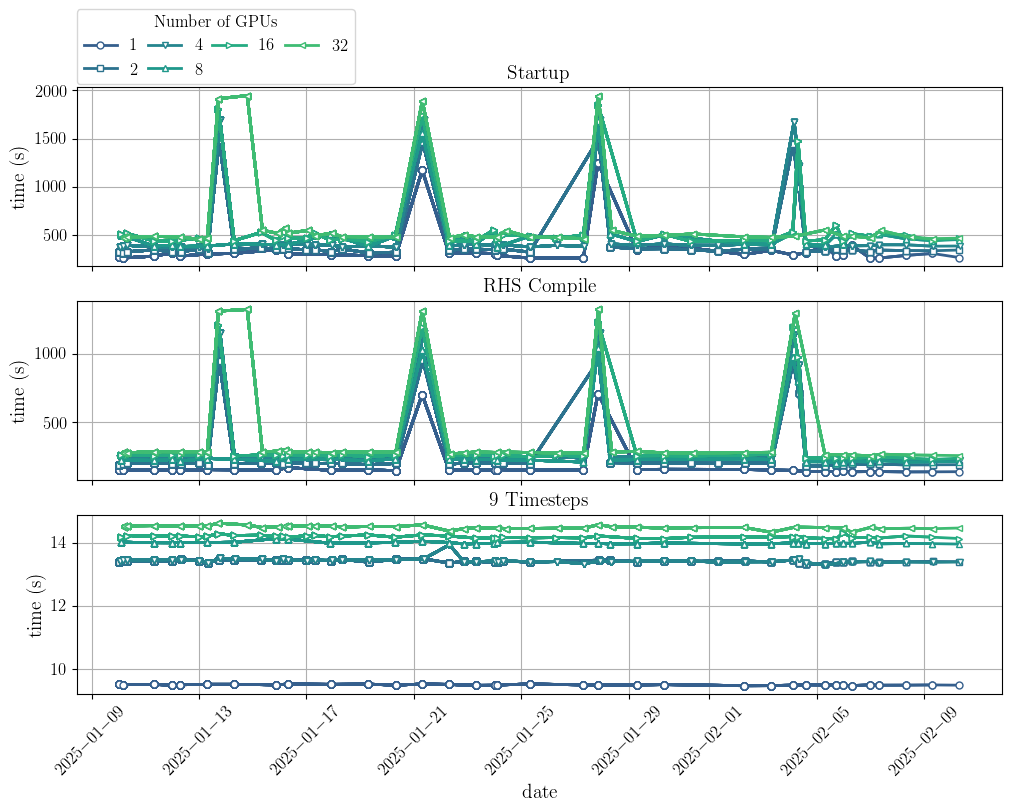 Number of GPUs
1 4 16 32
2 8
Startup
2000
1500
1000
500
time (s)
RHS Compile
1000
500
time (s)
9 Timesteps
14
12
10
time (s)
2025−01−09 2025−01−13 2025−01−17 2025−01−21 2025−01−25 2025−01−29 2025−02−01 2025−02−05 2025−02−09
date